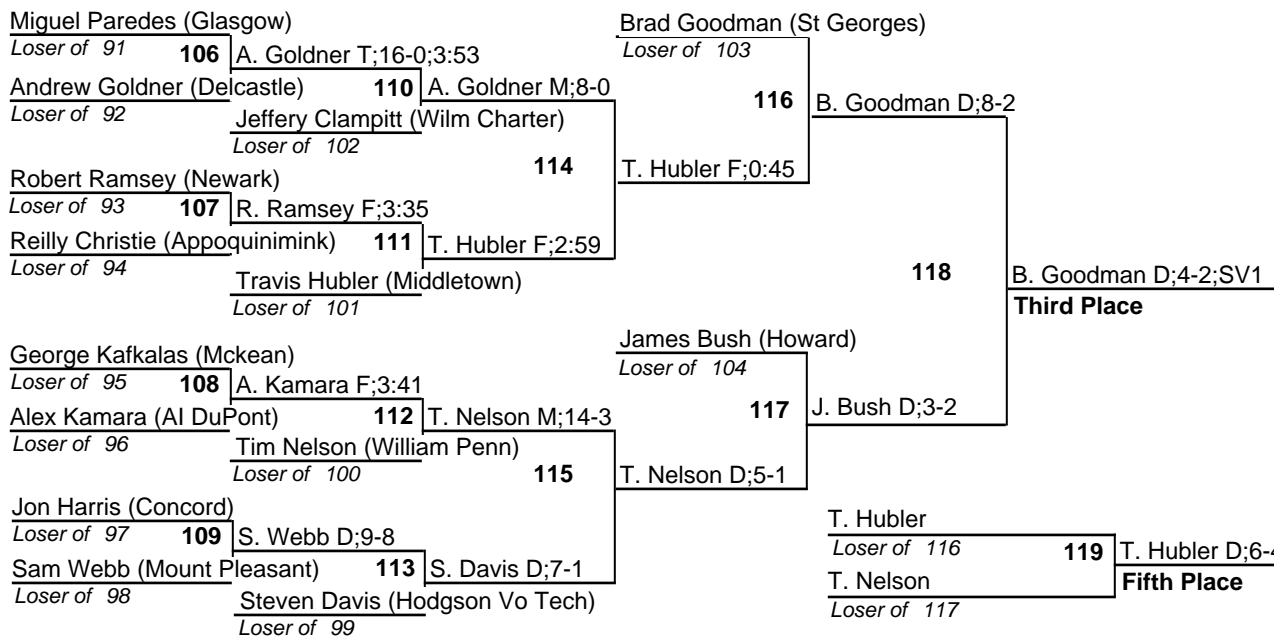 Miguel Paredes (Glasgow)
Loser of 91
106
A. Goldner T;16-0;3:53
Andrew Goldner (Delcastle)
Loser of 92
110
A. Goldner M;8-0
Jeffery Clampitt (Wilm Charter)
Loser of 102
114
T. Hubler F;0:45
Robert Ramsey (Newark)
Loser of 93
107
R. Ramsey F;3:35
Reilly Christie (Appoquinimink)
Loser of 94
111
T. Hubler F;2:59
Travis Hubler (Middletown)
Loser of 101
Brad Goodman (St Georges)
Loser of 103
116
B. Goodman D;8-2
118
B. Goodman D;4-2;SV1
Third Place
George Kafkalas (Mckean)
Loser of 95
108
A. Kamara F;3:41
Alex Kamara (AI DuPont)
Loser of 96
112
T. Nelson M;14-3
Tim Nelson (William Penn)
Loser of 100
115
T. Nelson D;5-1
Jon Harris (Concord)
Loser of 97
109
S. Webb D;9-8
Sam Webb (Mount Pleasant)
Loser of 98
113
S. Davis D;7-1
Steven Davis (Hodgson Vo Tech)
Loser of 99
James Bush (Howard)
Loser of 104
117
J. Bush D;3-2
T. Hubler
Loser of 116
119
T. Hubler D;6-4
T. Nelson
Loser of 117
Fifth Place